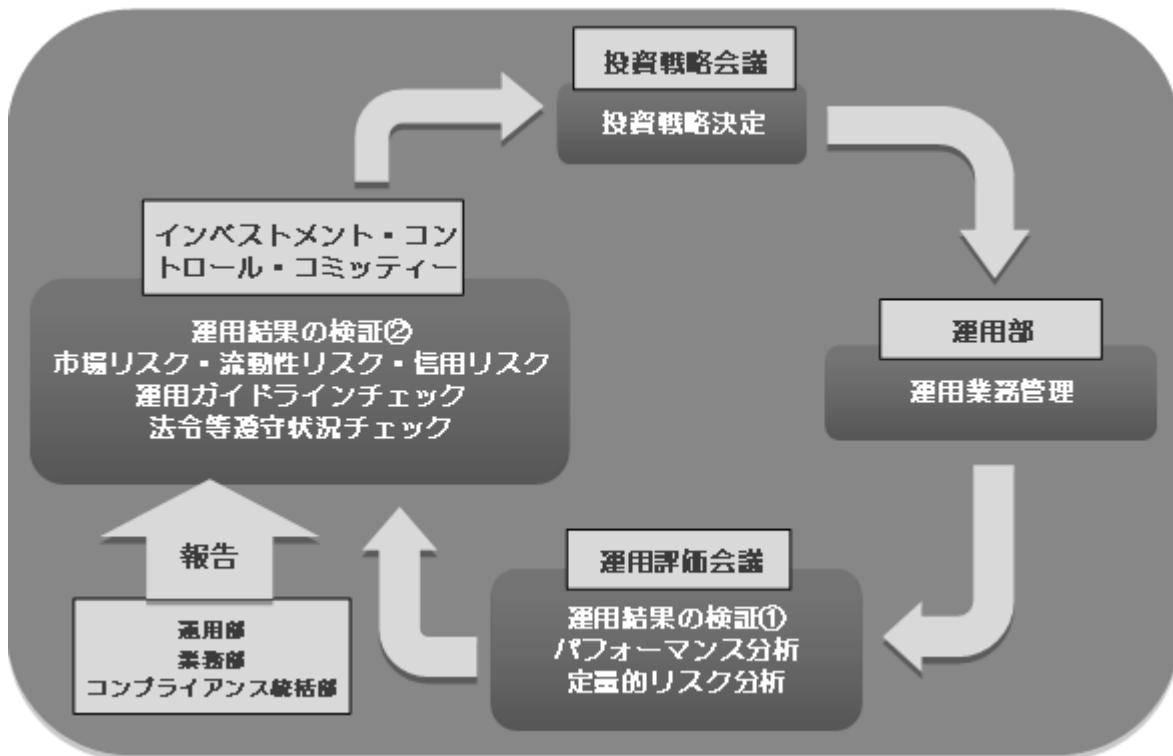 投資戦略会議
投資戦略決定
運用部
運用業務管理
運用評価会議
運用結果の検証①
パフォーマンス分析
定量的リスク分析
インベストメント・コン
トロール・コミッティー
運用結果の検証②
市場リスク・流動性リスク・信用リスク
運用ガイドラインチェック
法令等遵守状況チェック
報告
運用部
業務部
コンプライアンス統括部